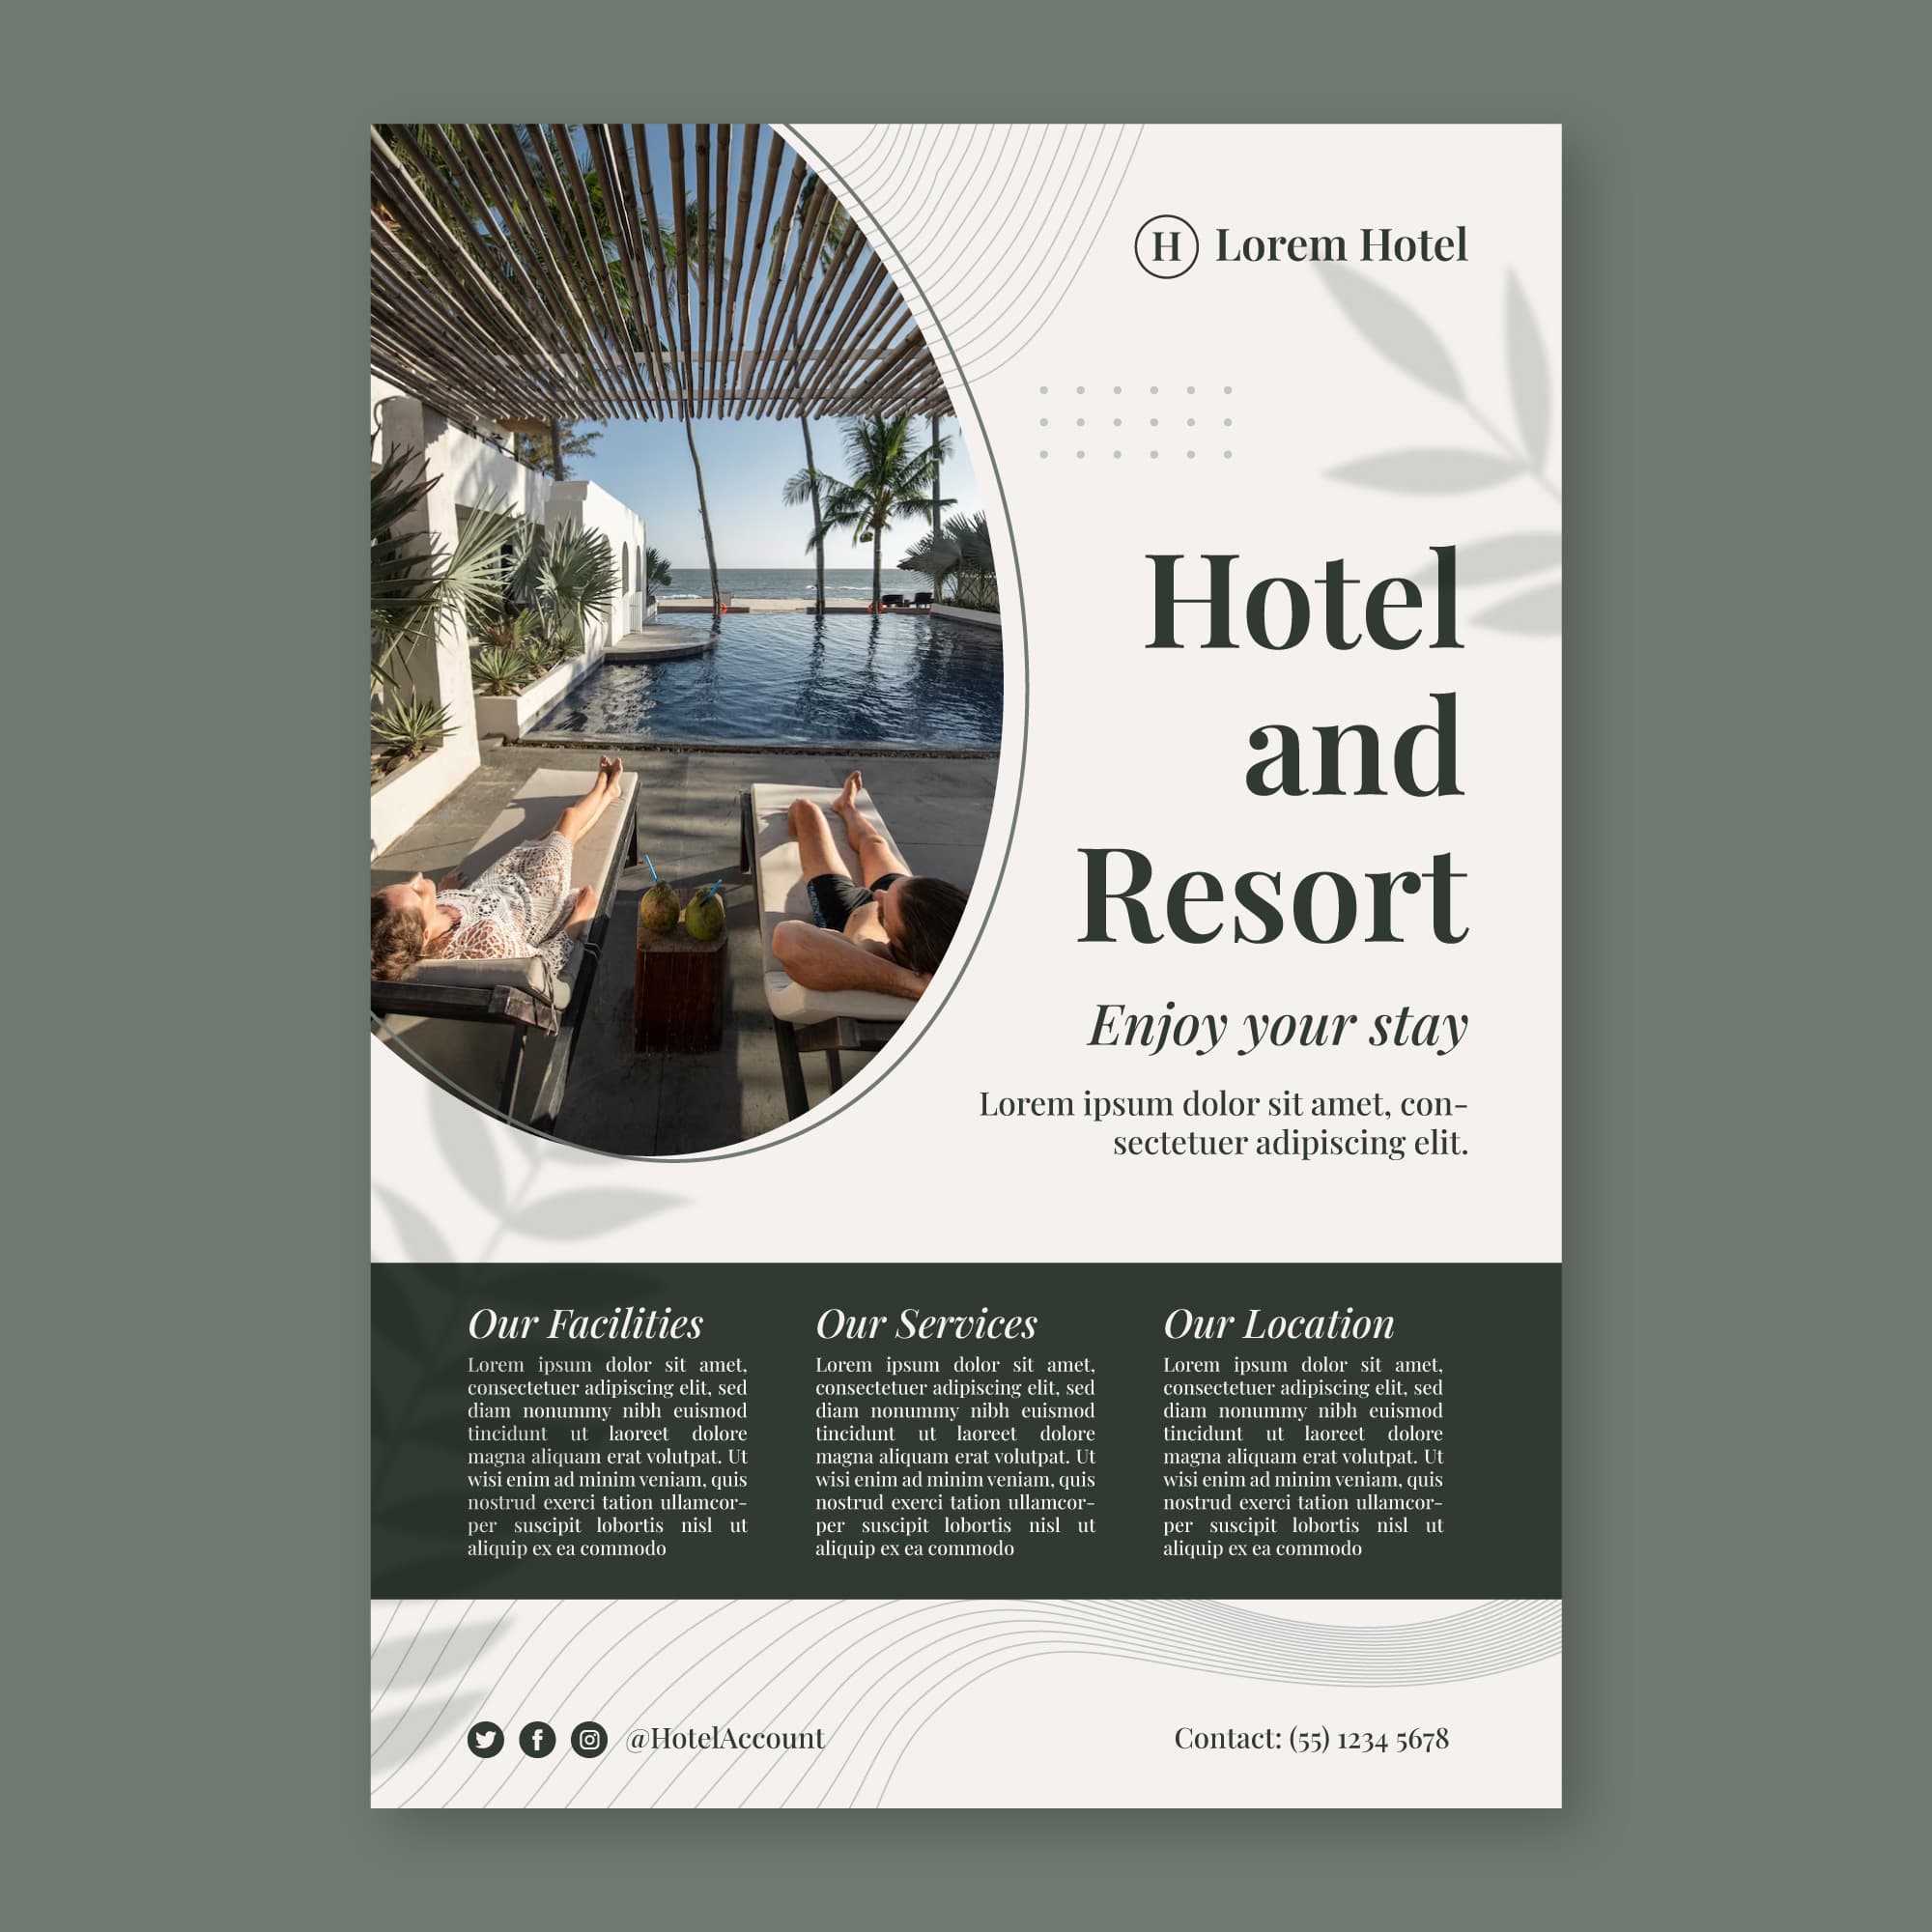 H Lorem Hotel
Hotel
and
Resort
Enjoy your stay
Lorem ipsum dolor sit amet, con-
sectetuer adipiscing elit.
Our Facilities
Lorem ipsum dolor sit amet,
consectetuer adipiscing elit, sed
diam nonummy nibh euismod
tincidunt ut laoreet dolore
magna aliquam erat volutpat. Ut
wisi enim ad minim veniam, quis
nostrud exerci tation ullamcor-
per suscipit lobortis nisl ut
aliquip ex ea commodo
Our Services
Lorem ipsum dolor sit amet,
consectetuer adipiscing elit, sed
diam nonummy nibh euismod
tincidunt ut laoreet dolore
magna aliquam erat volutpat. Ut
wisi enim ad minim veniam, quis
nostrud exerci tation ullamcor-
per suscipit lobortis nisl ut
aliquip ex ea commodo
Our Location
Lorem ipsum dolor sit amet,
consectetuer adipiscing elit, sed
diam nonummy nibh euismod
tincidunt ut laoreet dolore
magna aliquam erat volutpat. Ut
wisi enim ad minim veniam, quis
nostrud exerci tation ullamcor-
per suscipit lobortis nisl ut
aliquip ex ea commodo
@HotelAccount
Contact: (55) 1234 5678